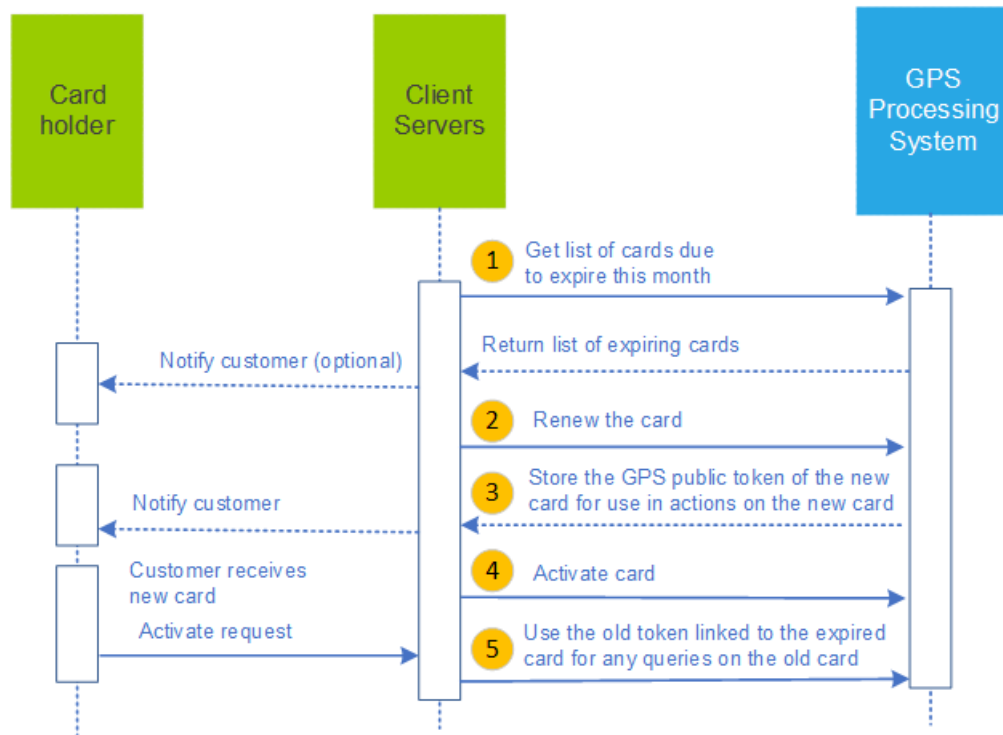 Card
holder
Client
Servers
GPS
Processing
System
1
Get list of cards due
to expire this month
Return list of expiring cards
Notify customer (optional)
2
Renew the card
3
Store the GPS public token of the new
card for use in actions on the new card
Notify customer
Customer receives
new card
4
Activate card
Activate request
5
Use the old token linked to the expired
card for any queries on the old card